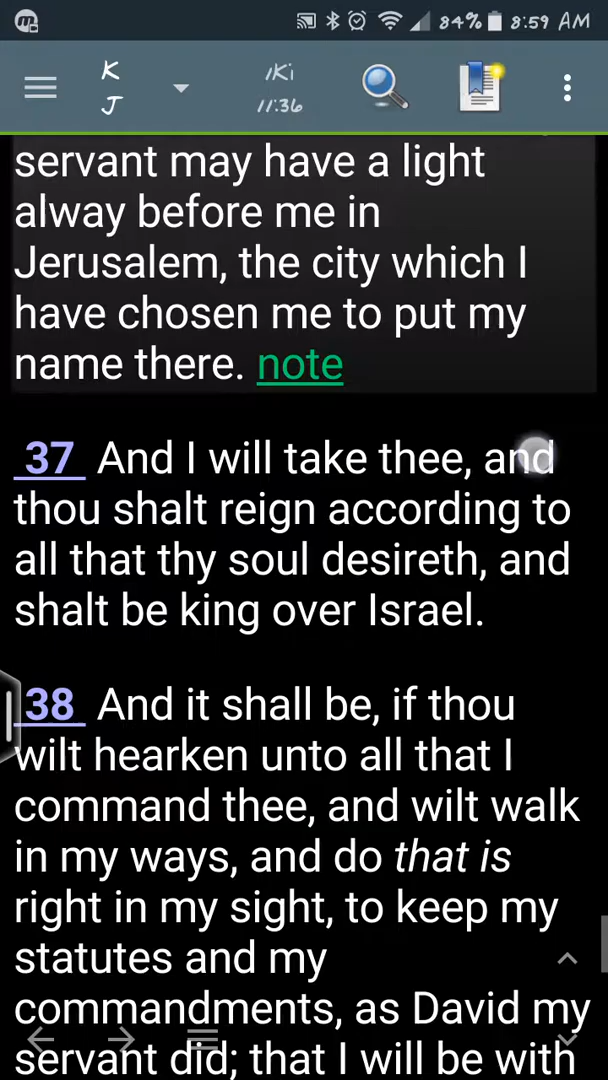 84% 8:59 AM
K 1Ki
J 11:36
servant may have a light
alway before me in
Jerusalem, the city which I
have chosen me to put my
name there. note
37 And I will take thee, and
thou shalt reign according to
all that thy soul desireth, and
shalt be king over Israel.
38 And it shall be, if thou
wilt hearken unto all that I
command thee, and wilt walk
in my ways, and do that is
right in my sight, to keep my
statutes and my
commandments, as David my
servant did; that I will be with